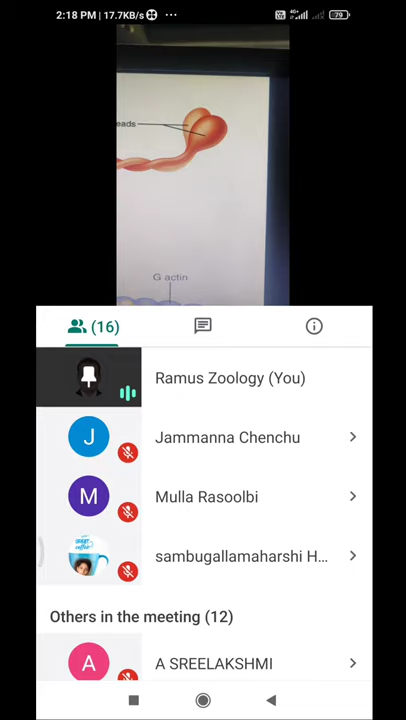 2:18 PM | 17.7KB/s ...
4G+
79
eads
G actin
(16)
Ramus Zoology (You)
J
Jammanna Chenchu
M
Mulla Rasoolbi
sambugallamaharshi H...
Others in the meeting (12)
A
A SREELAKSHMI